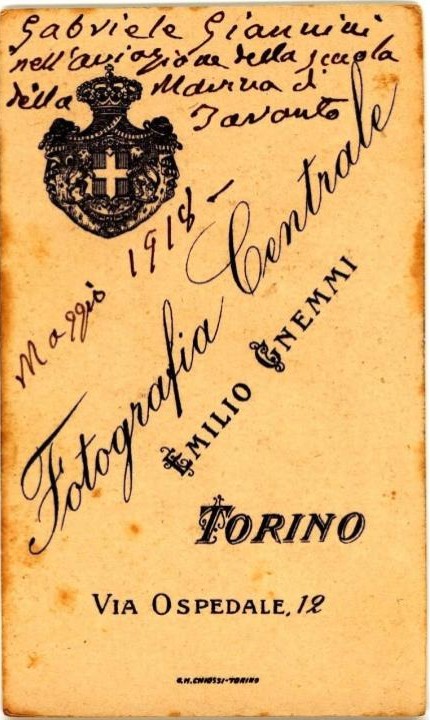 Gabriele Giannini
nell'aviazione della scuola
della Marina di
Taranto
Maggio 1918 -
Fotografia Centrale
EMILIO GNEMMI
TORINO
VIA OSPEDALE, 12
G.M. CHIOSSI-TORINO